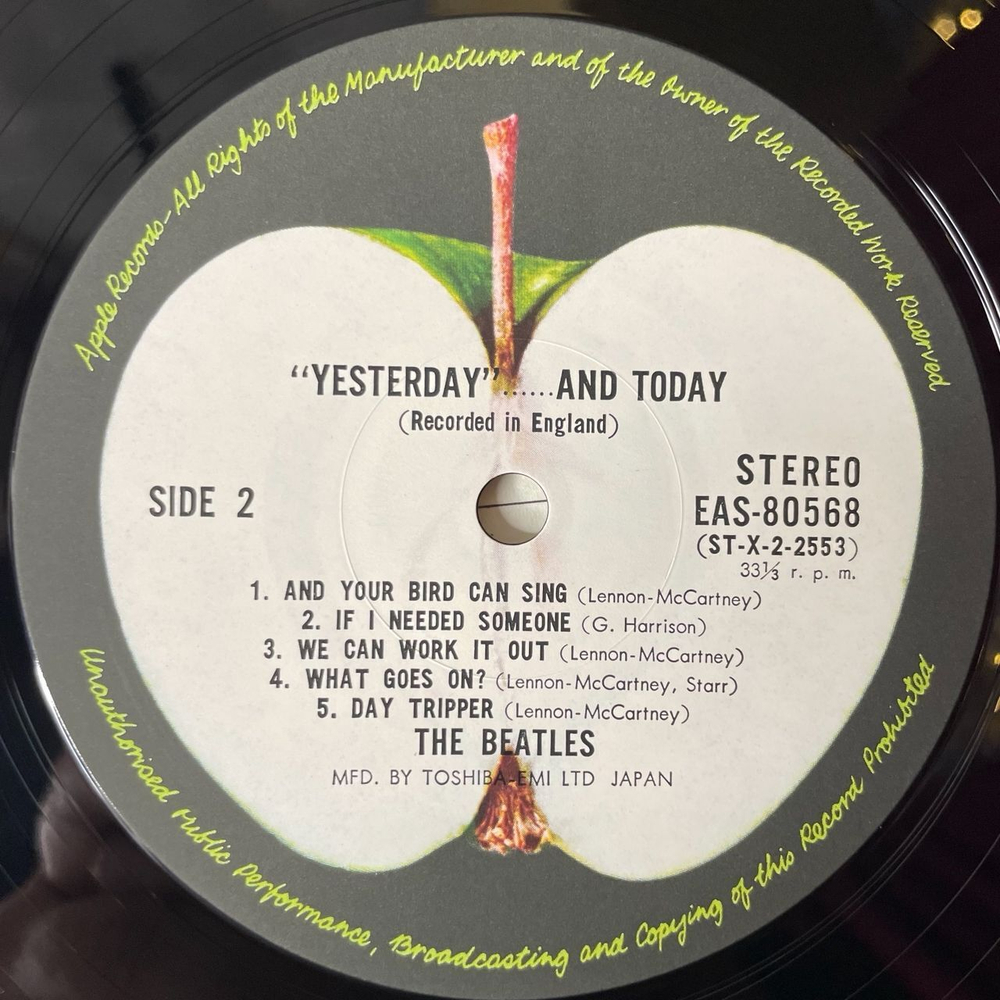 Apple Records-All Rights of the Manufacturer and of the Owner of the Recorded Work Reserved
“YESTERDAY”......AND TODAY
(Recorded in England)
SIDE 2
STEREO
EAS-80568
(ST-X-2-2553)
33⅓ r. p. m.
1. AND YOUR BIRD CAN SING (Lennon-McCartney)
2. IF I NEEDED SOMEONE (G. Harrison)
3. WE CAN WORK IT OUT (Lennon-McCartney)
4. WHAT GOES ON? (Lennon-McCartney, Starr)
5. DAY TRIPPER (Lennon-McCartney)
THE BEATLES
MFD. BY TOSHIBA-EMI LTD JAPAN
Unauthorised Public Performance, Broadcasting and Copying of this Record Prohibited